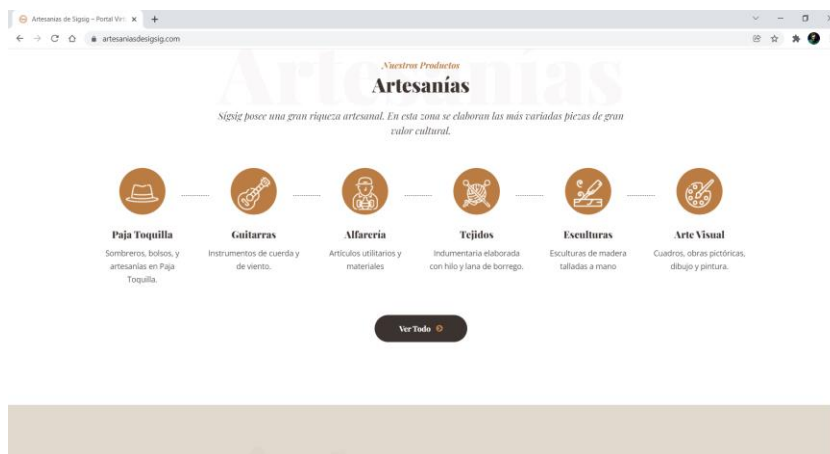 Artesanías de Sigsig – Portal Virt
artesaniasdesigsig.com
Artesanías
Nuestros Productos
Artesanías
Sígsig posee una gran riqueza artesanal. En esta zona se elaboran las más variadas piezas de gran
valor cultural.
Paja Toquilla
Sombreros, bolsos, y
artesanías en Paja
Toquilla.
Guitarras
Instrumentos de cuerda y
de viento.
Alfarería
Artículos utilitarios y
materiales
Tejidos
Indumentaria elaborada
con hilo y lana de borrego.
Esculturas
Esculturas de madera
talladas a mano
Arte Visual
Cuadros, obras pictóricas,
dibujo y pintura.
Ver Todo